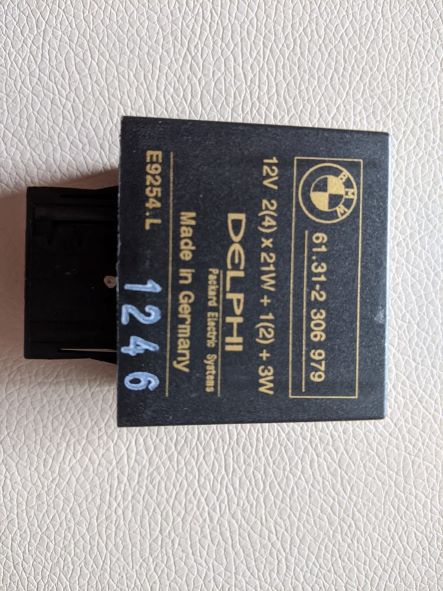 BMW
61.31-2 306 979
12V 2(4) x 21W + 1(2) + 3W
DELPHI
Packard Electric Systems
Made in Germany
E9254.L
1246